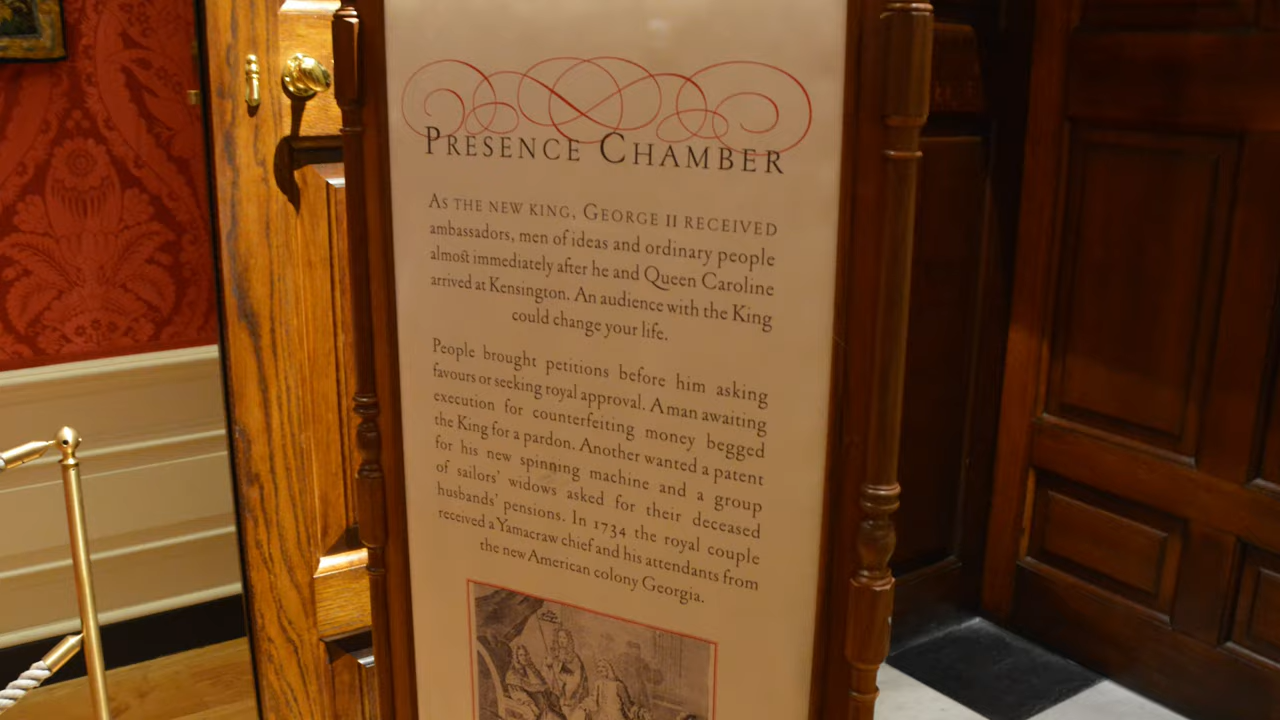 PRESENCE CHAMBER
AS THE NEW KING, GEORGE II RECEIVED
ambassadors, men of ideas and ordinary people
almost immediately after he and Queen Caroline
arrived at Kensington. An audience with the King
could change your life.
People brought petitions before him asking
favours or seeking royal approval. A man awaiting
execution for counterfeiting money begged
the King for a pardon. Another wanted a patent
for his new spinning machine and a group
of sailors' widows asked for their deceased
husbands' pensions. In 1734 the royal couple
received a Yamacraw chief and his attendants from
the new American colony Georgia.